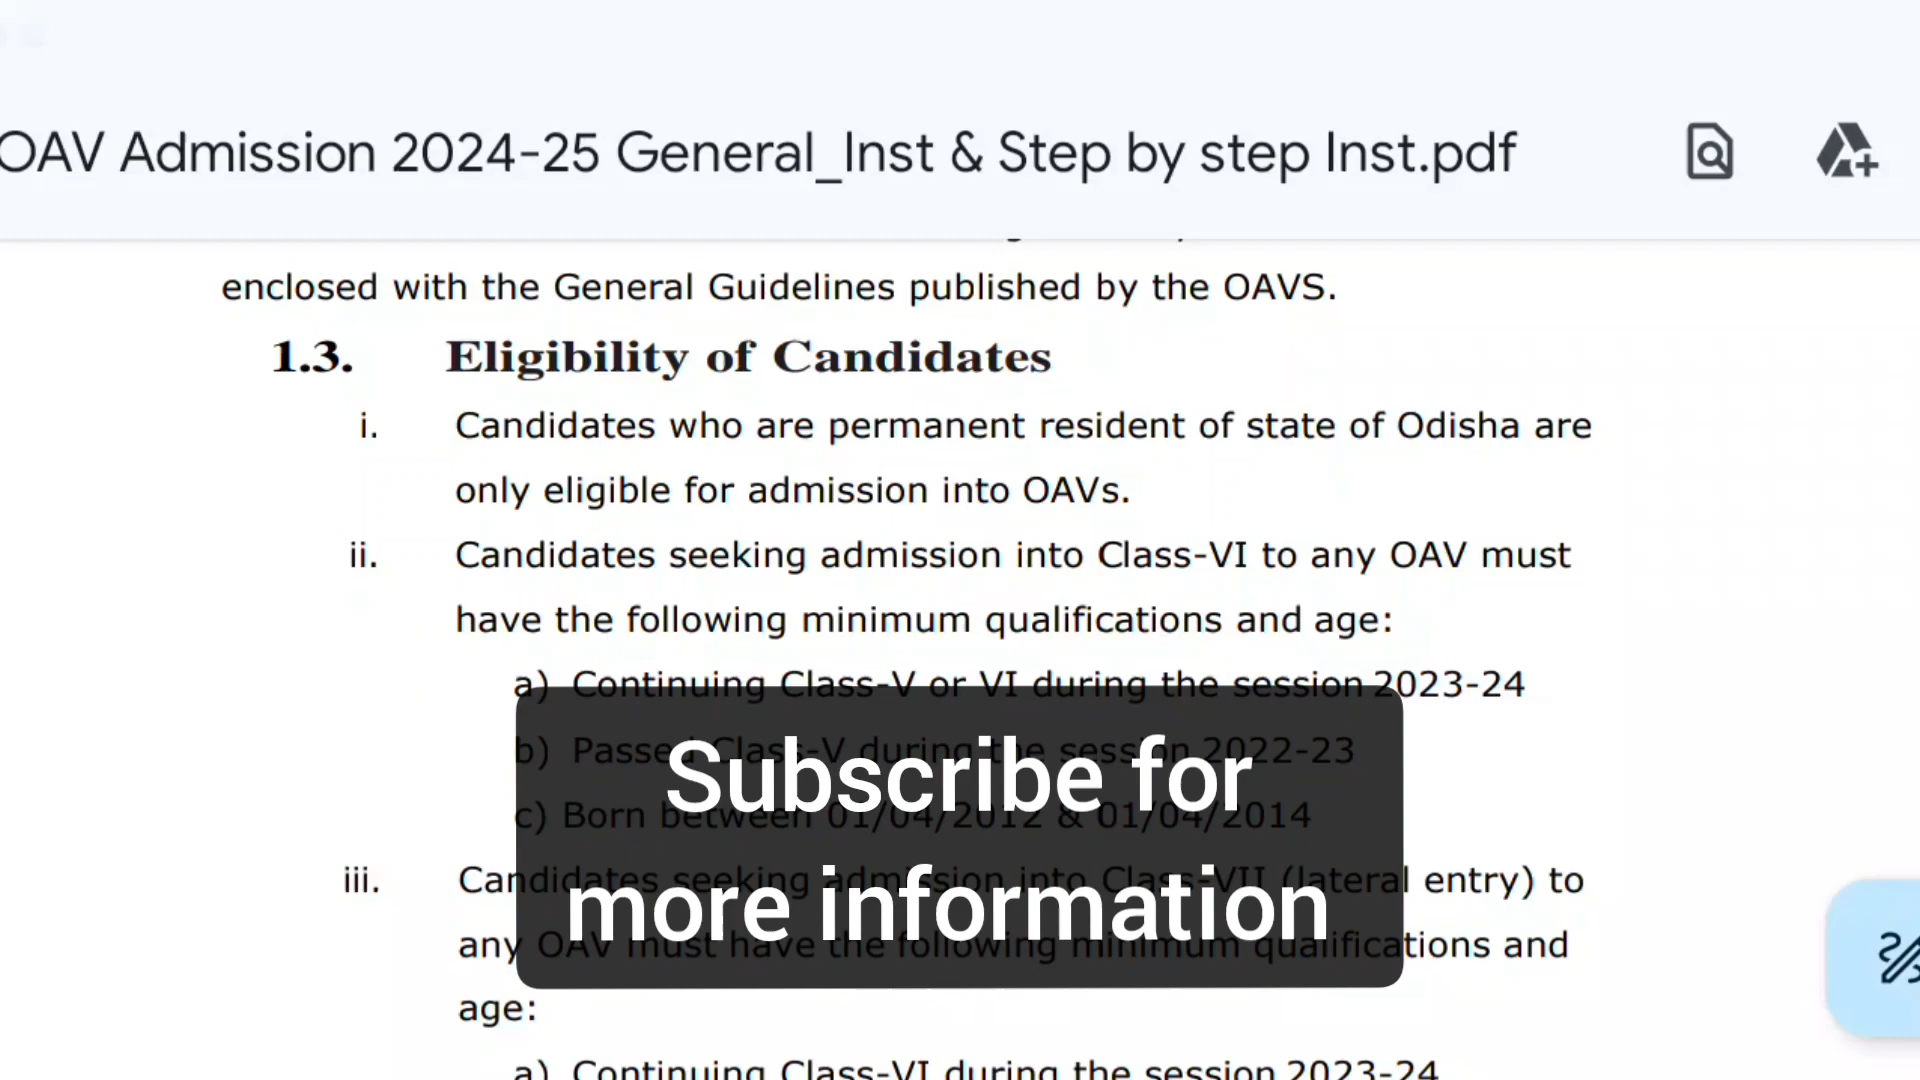 OAV Admission 2024-25 General_Inst & Step by step Inst.pdf
enclosed with the General Guidelines published by the OAVS.
1.3. Eligibility of Candidates
i. Candidates who are permanent resident of state of Odisha are
only eligible for admission into OAVs.
ii. Candidates seeking admission into Class-VI to any OAV must
have the following minimum qualifications and age:
a) Continuing Class-V or VI during the session 2023-24
b) Passed Class-V during the session 2022-23
c) Born between 01/04/2012 & 01/04/2014
iii. Candidates seeking admission into Class-VII (lateral entry) to
any OAV must have the following minimum qualifications and
age:
a) Continuing Class-VI during the session 2023-24
Subscribe for
more information